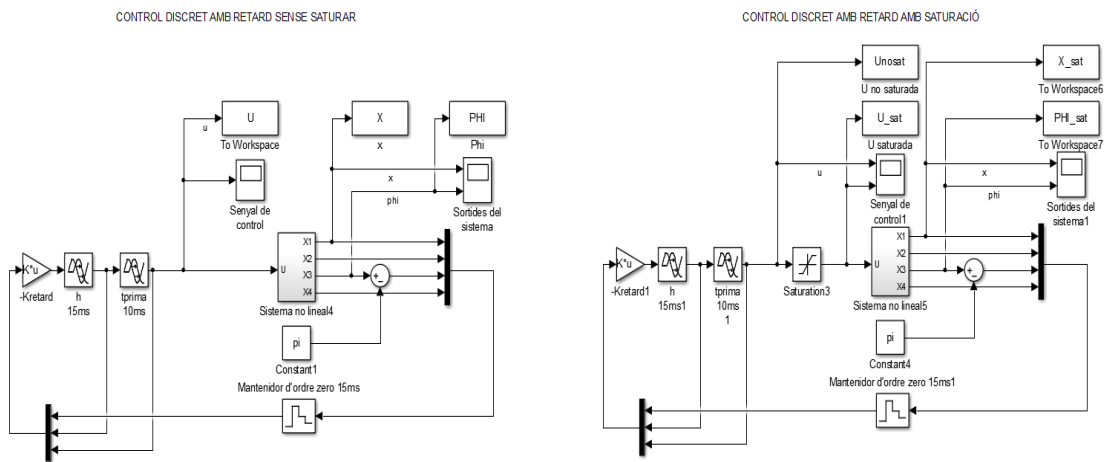 CONTROL DISCRET AMB RETARD SENSE SATURAR
U
u
To Workspace
X
x
PHI
Phi
Senyal de
control
x
phi
Sortides del
sistema
K*u
-Kretard
h
15ms
tprima
10ms
U
X1
X2
X3
X4
Sistema no lineal4
+
-
pi
Constant1
Mantenidor d'ordre zero 15ms
CONTROL DISCRET AMB RETARD AMB SATURACIÓ
Unosat
U no saturada
X_sat
To Workspace6
U_sat
U saturada
PHI_sat
To Workspace7
u
Senyal de
control1
x
phi
Sortides del
sistema1
K*u
-Kretard1
h
15ms1
tprima
10ms
1
Saturation3
U
X1
X2
X3
X4
Sistema no lineal5
+
-
pi
Constant4
Mantenidor d'ordre zero 15ms1